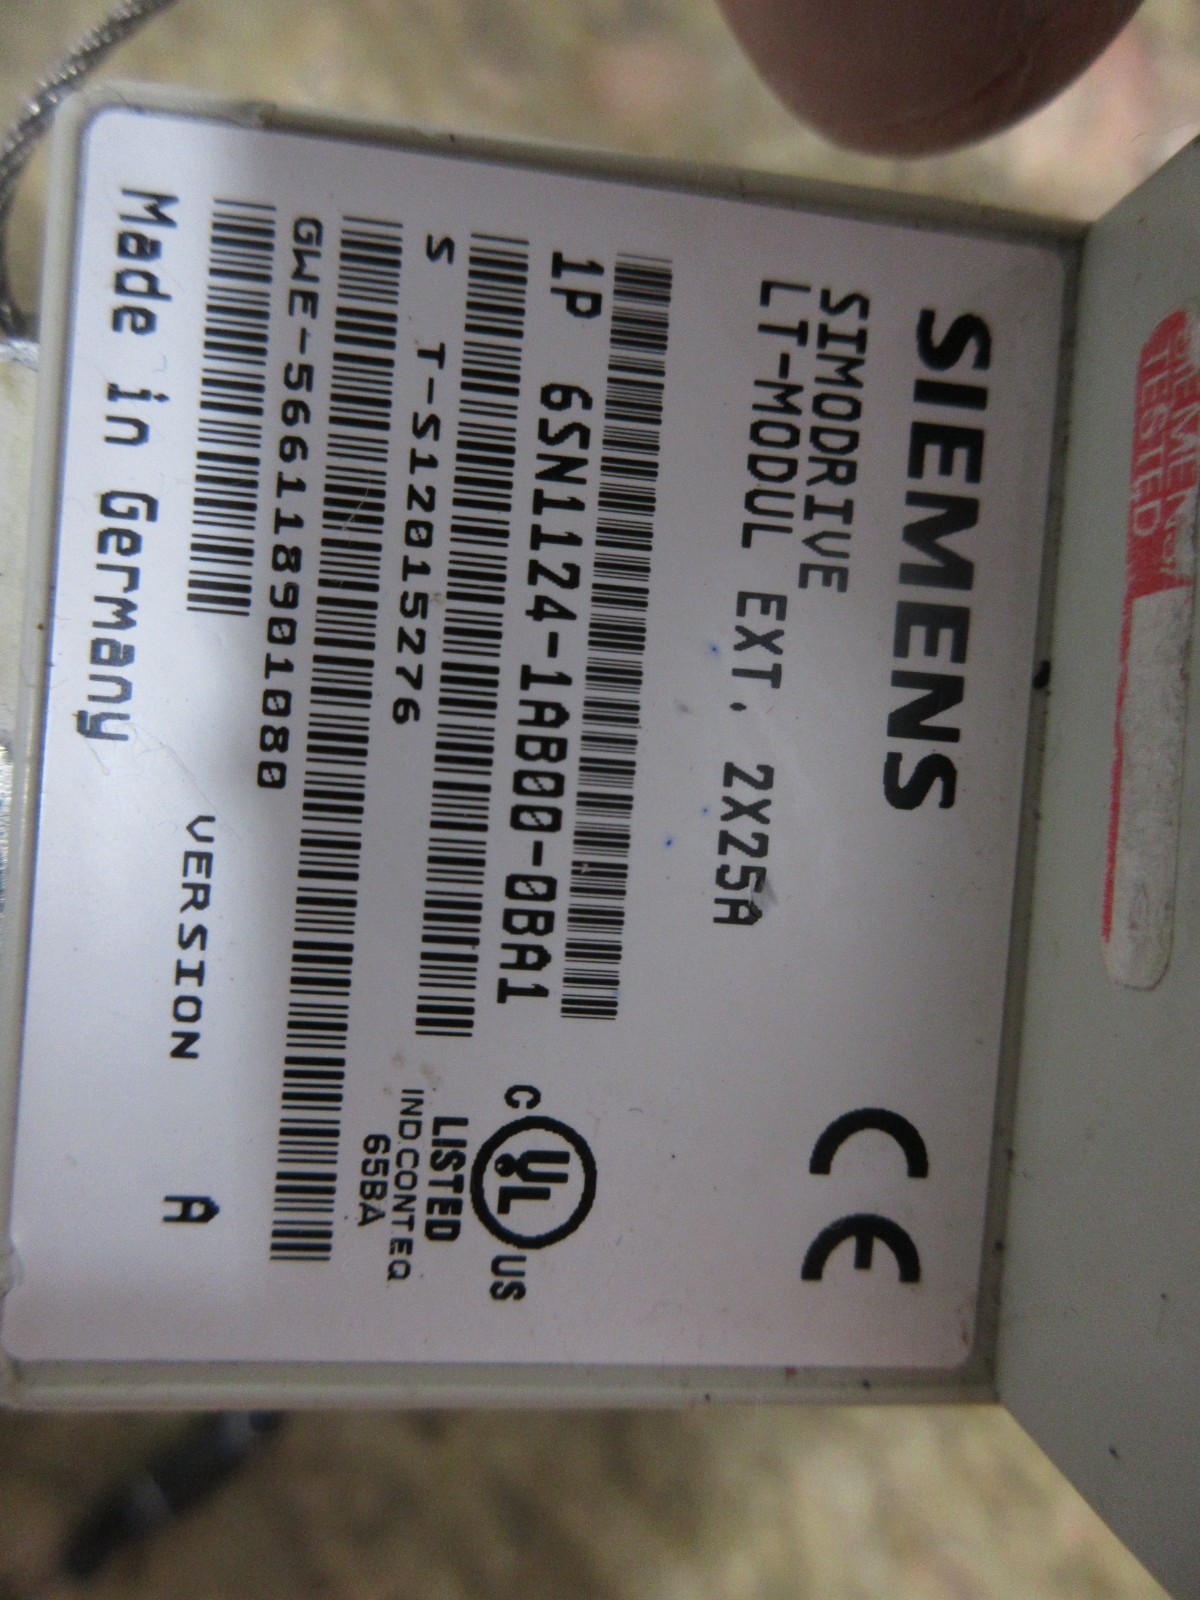 SIEMENS
SIMODRIVE
LT-MODUL EXT. 2X25A
CE
1P 6SN1124-1AB00-0BA1
S T-S12015276
GWE-566118901080
C UL US
LISTED
IND.CONT.EQ
65BA
VERSION A
Made in Germany
TESTED